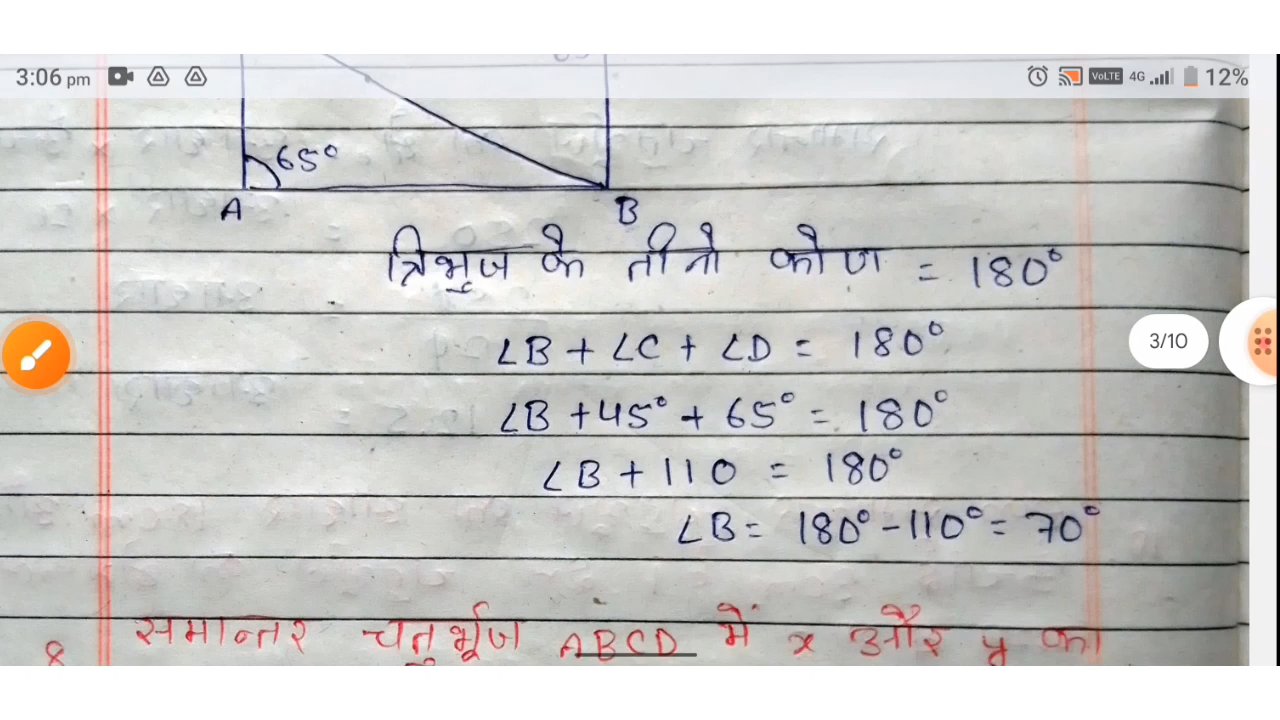 3:06 pm VoLTE 4G 12%
65°
A B
त्रिभुज के तीनो कोण = 180°
∠B + ∠C + ∠D = 180°
3/10
∠B + 45° + 65° = 180°
∠B + 110 = 180°
∠B = 180° - 110° = 70°
8 समान्तर चतुर्भूज ABCD में x और y का